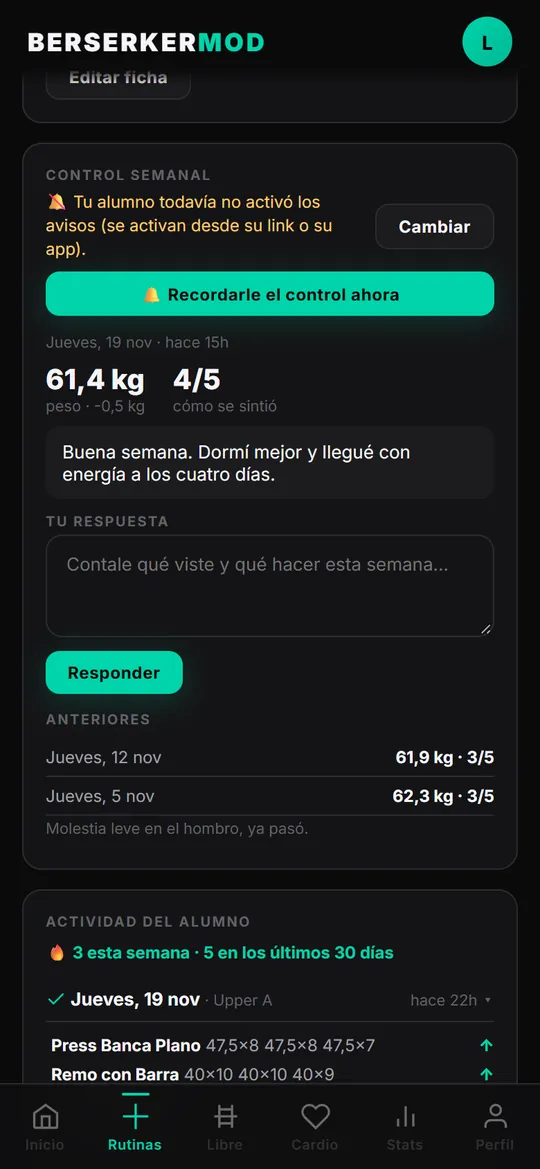 BERSERKERMOD
L
Editar ficha
CONTROL SEMANAL
🔕 Tu alumno todavía no activó los
avisos (se activan desde su link o su
app).
Cambiar
🔔 Recordarle el control ahora
Jueves, 19 nov · hace 15h
61,4 kg 4/5
peso · -0,5 kg cómo se sintió
Buena semana. Dormí mejor y llegué con
energía a los cuatro días.
TU RESPUESTA
Contale qué viste y qué hacer esta semana...
Responder
ANTERIORES
Jueves, 12 nov 61,9 kg · 3/5
Jueves, 5 nov 62,3 kg · 3/5
Molestia leve en el hombro, ya pasó.
ACTIVIDAD DEL ALUMNO
🔥 3 esta semana · 5 en los últimos 30 días
✓ Jueves, 19 nov · Upper A hace 22h ▾
Press Banca Plano 47,5×8 47,5×8 47,5×7 ↑
Remo con Barra 40×10 40×10 40×9 ↑
Inicio Rutinas Libre Cardio Stats Perfil